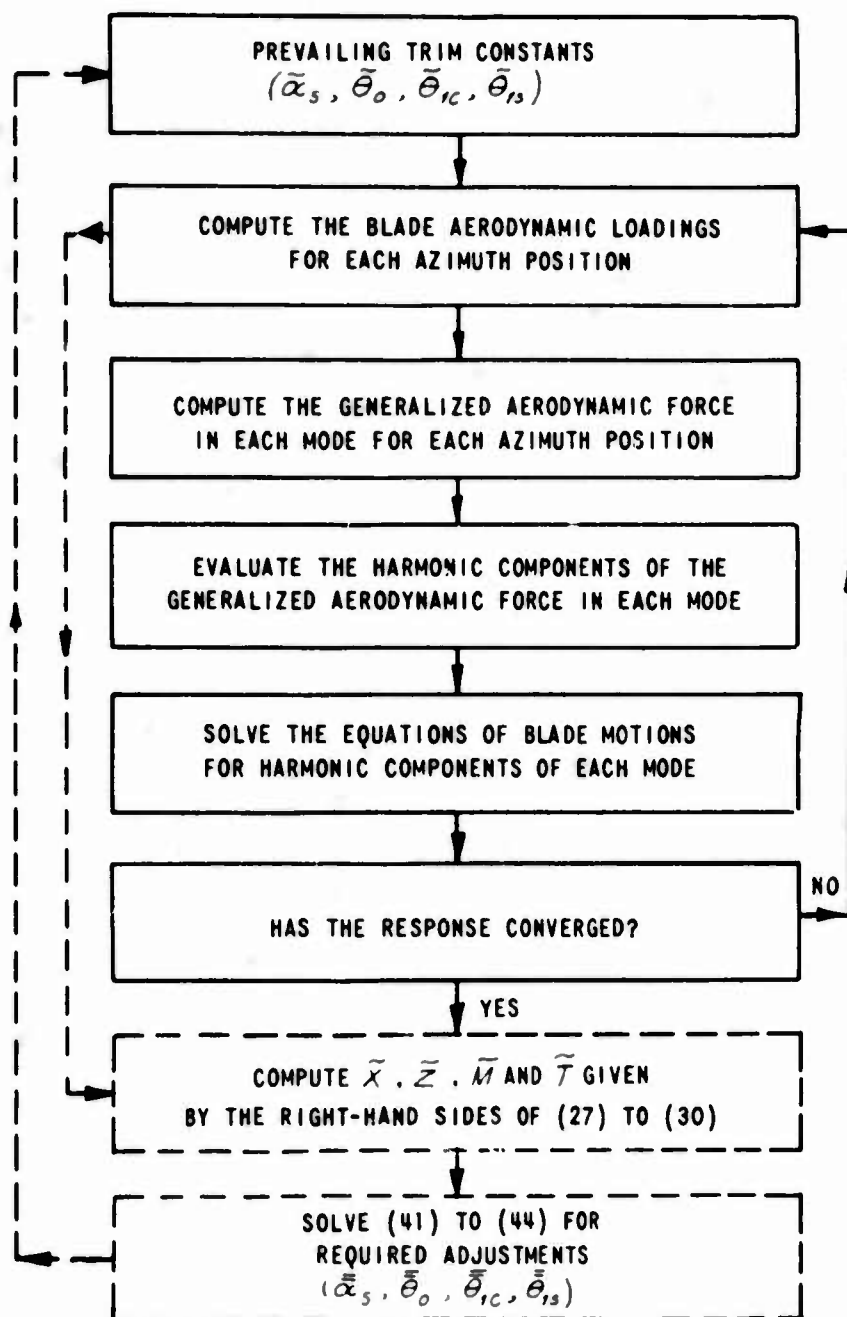 PREVAILING TRIM CONSTANTS
(α̃ₛ, θ̃₀, θ̃₁C, θ̃₁ₛ)
COMPUTE THE BLADE AERODYNAMIC LOADINGS
FOR EACH AZIMUTH POSITION
COMPUTE THE GENERALIZED AERODYNAMIC FORCE
IN EACH MODE FOR EACH AZIMUTH POSITION
EVALUATE THE HARMONIC COMPONENTS OF THE
GENERALIZED AERODYNAMIC FORCE IN EACH MODE
SOLVE THE EQUATIONS OF BLADE MOTIONS
FOR HARMONIC COMPONENTS OF EACH MODE
NO
HAS THE RESPONSE CONVERGED?
YES
COMPUTE X̃, Z̃, M̃ AND T̃ GIVEN
BY THE RIGHT-HAND SIDES OF (27) TO (30)
SOLVE (41) TO (44) FOR
REQUIRED ADJUSTMENTS
(α̿ₛ, θ̿₀, θ̿₁C, θ̿₁ₛ)